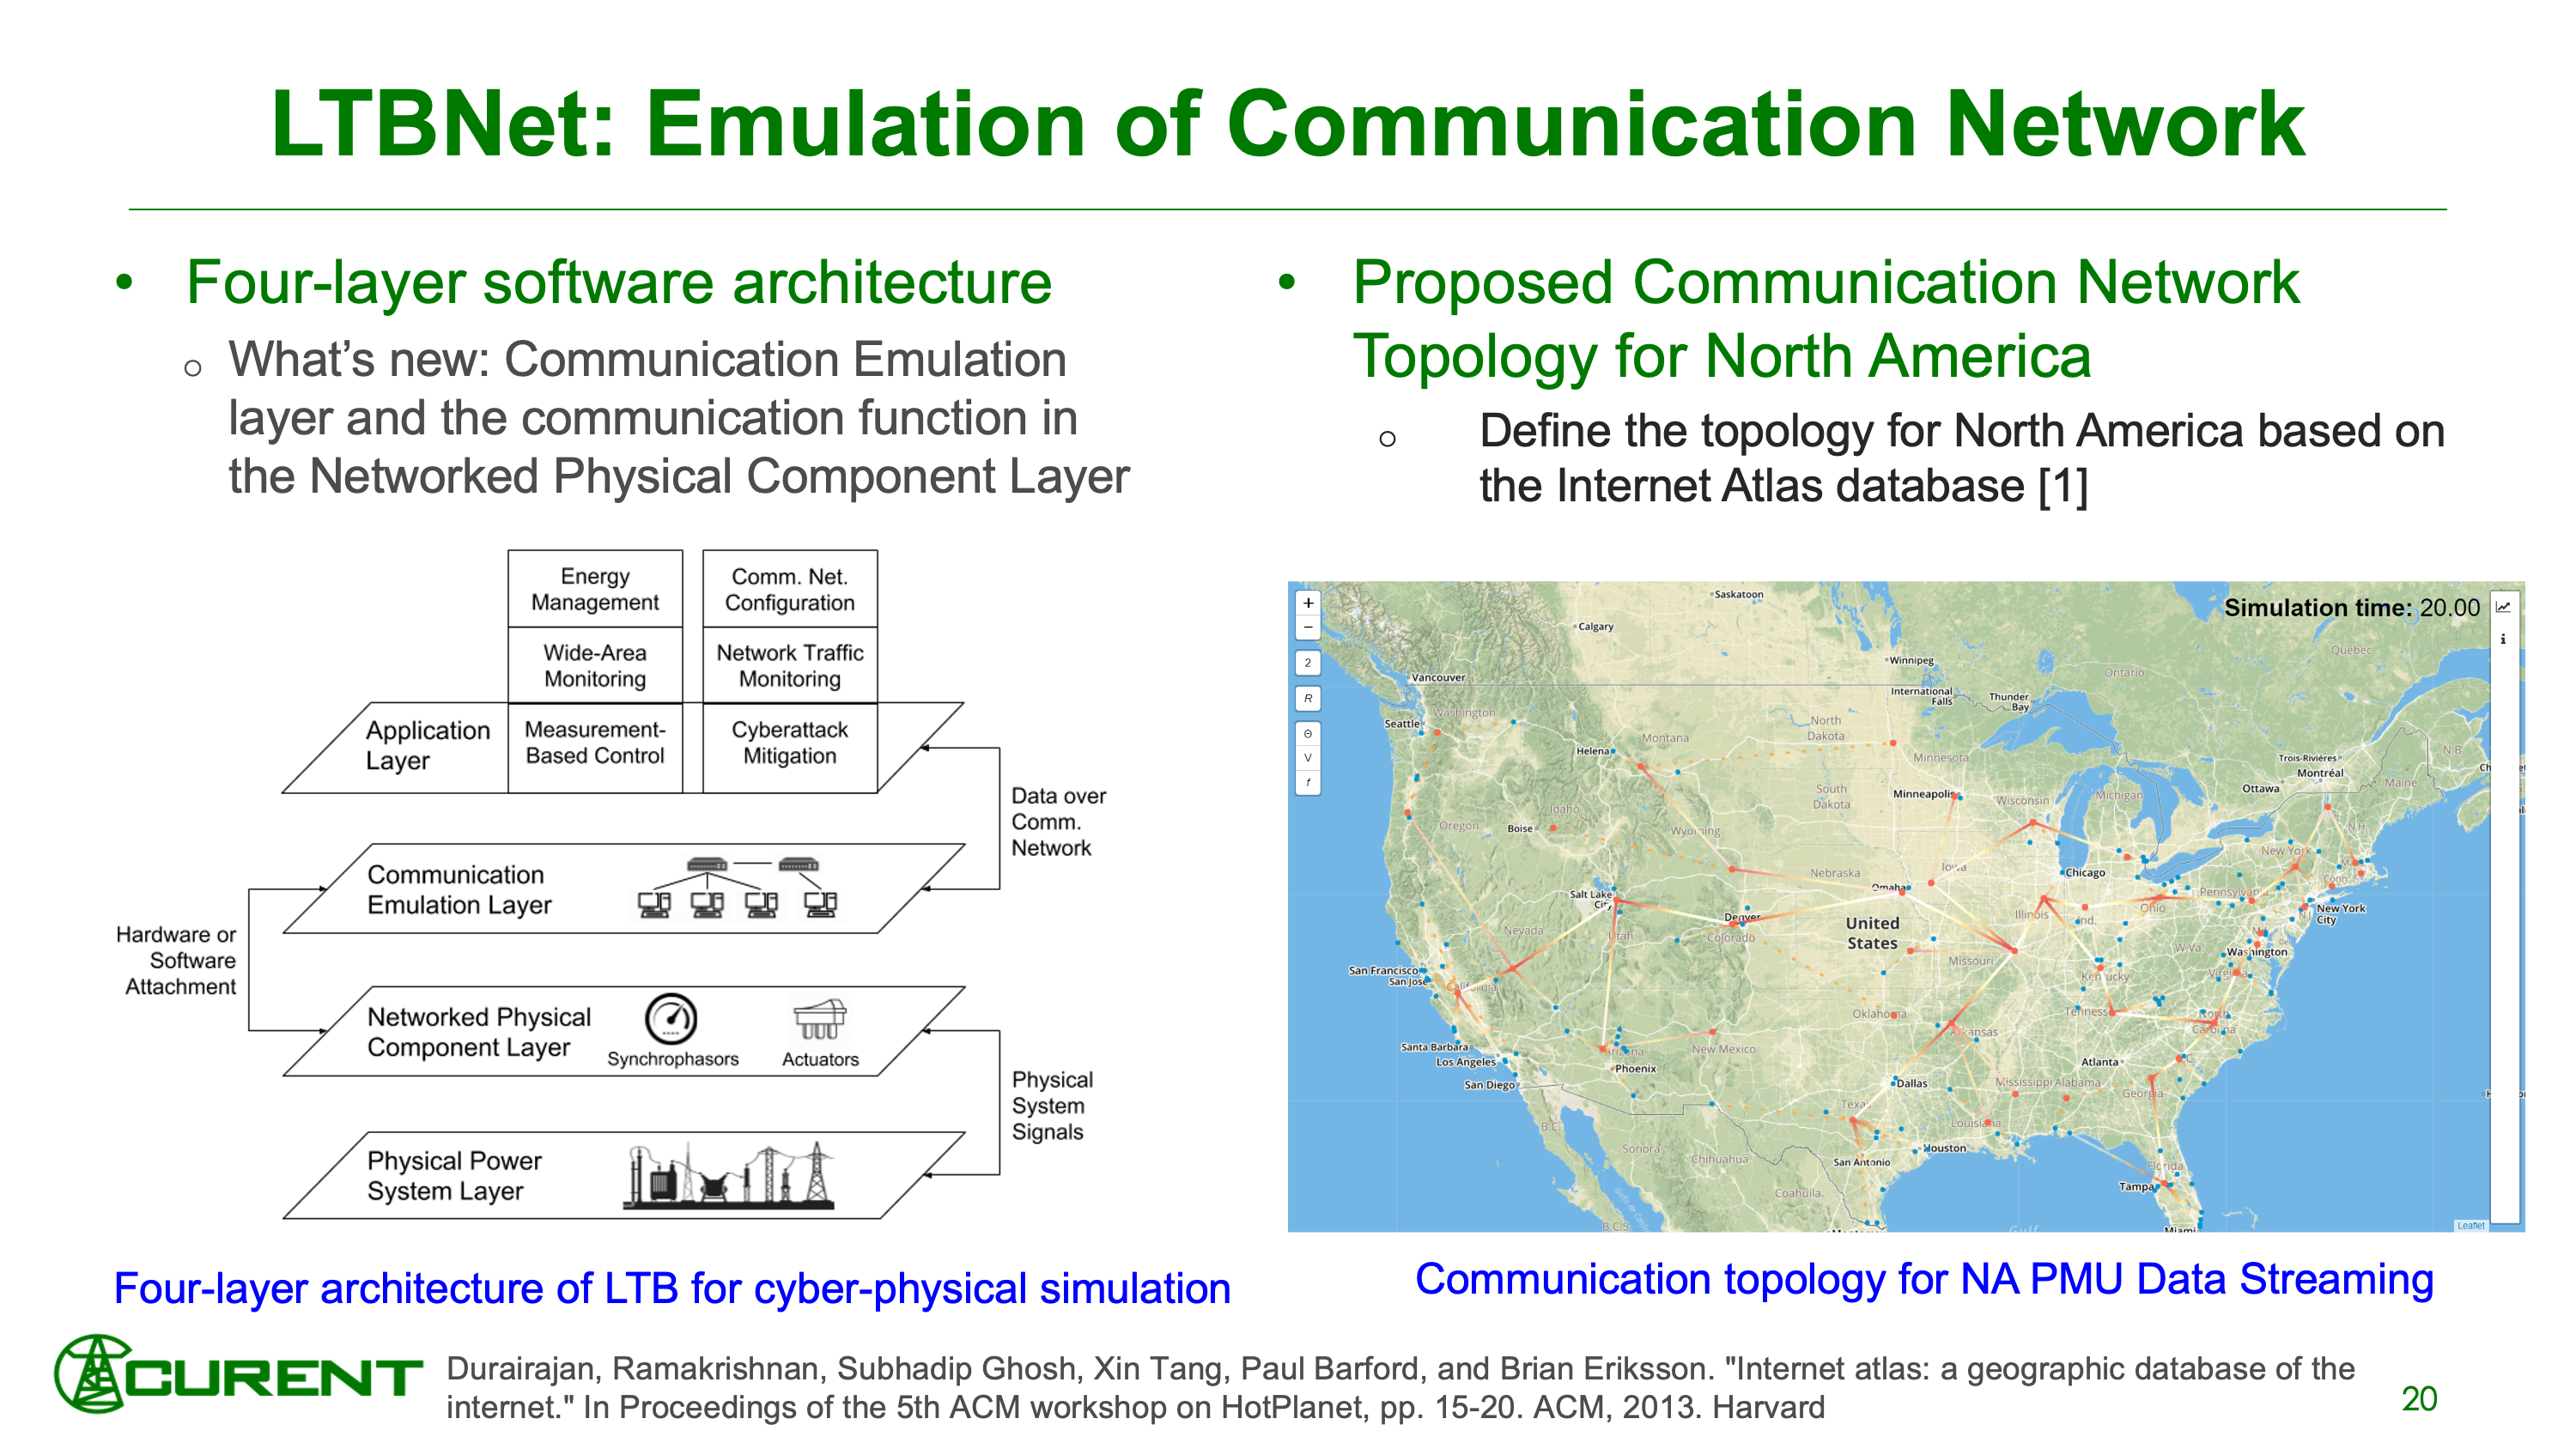 LTBNet: Emulation of Communication Network
• Four-layer software architecture
○ What’s new: Communication Emulation
layer and the communication function in
the Networked Physical Component Layer
Energy
Management
Comm. Net.
Configuration
Wide-Area
Monitoring
Network Traffic
Monitoring
Application
Layer
Measurement-
Based Control
Cyberattack
Mitigation
Data over
Comm.
Network
Communication
Emulation Layer
Hardware or
Software
Attachment
Networked Physical
Component Layer
Synchrophasors
Actuators
Physical
System
Signals
Physical Power
System Layer
Four-layer architecture of LTB for cyber-physical simulation
• Proposed Communication Network
Topology for North America
○ Define the topology for North America based on
the Internet Atlas database [1]
+
−
2
R
Θ
V
f
Simulation time: 20.00
i
Saskatoon
Calgary
Winnipeg
Quebec
Ontario
Vancouver
International
Falls
Thunder
Bay
Seattle
Washington
North
Dakota
Helena
Montana
Minnesota
Trois-Rivières
Montréal
N.B.
Maine
Ottawa
South
Dakota
Minneapolis
Wisconsin
Michigan
Idaho
Oregon
Boise
Wyoming
N.H.
New York
Iowa
Nebraska
Chicago
Omaha
Conn.
Pennsylvan
Salt Lake
City
Denver
Illinois
Ind.
Ohio
New York
City
United
States
Nevada
Utah
Colorado
W.Va.
Washington
Missouri
San Francisco
San José
California
Kentucky
Virginia
Oklahoma
Arkansas
Tennes
North
Carolina
Santa Barbara
Los Angeles
Arizona
New Mexico
Atlanta
Phoenix
San Diego
Dallas
Mississippi
Alabama
Georgia
Texas
Louisiana
B.C.
Sonora
Chihuahua
Houston
San Antonio
Florida
Tampa
Coahuila
B.C.S.
Miami
Leaflet
Communication topology for NA PMU Data Streaming
CURENT
Durairajan, Ramakrishnan, Subhadip Ghosh, Xin Tang, Paul Barford, and Brian Eriksson. "Internet atlas: a geographic database of the
internet." In Proceedings of the 5th ACM workshop on HotPlanet, pp. 15-20. ACM, 2013. Harvard
20